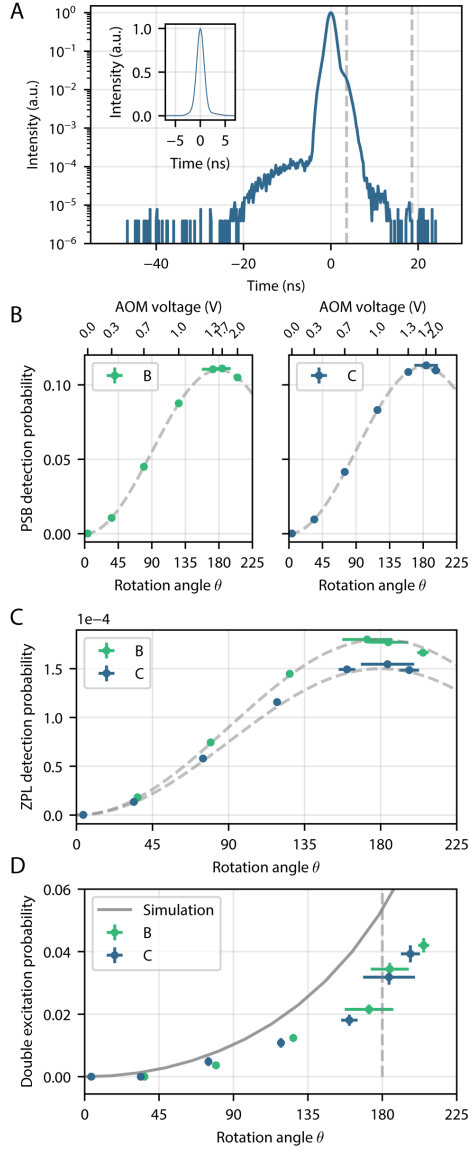 A
Intensity (a.u.)
10⁰
10⁻¹
10⁻²
10⁻³
10⁻⁴
10⁻⁵
10⁻⁶
Intensity (a.u.)
1.0
0.5
0.0
−5 0 5
Time (ns)
−40 −20 0 20
Time (ns)
B
AOM voltage (V) AOM voltage (V)
0.0 0.3 0.7 1.0 1.3 1.7 2.0 0.0 0.3 0.7 1.0 1.3 1.7 2.0
PSB detection probability
0.10
0.05
0.00
B C
0 45 90 135 180 225 0 45 90 135 180 225
Rotation angle θ Rotation angle θ
C
1e−4
ZPL detection probability
1.5
1.0
0.5
0.0
B
C
0 45 90 135 180 225
Rotation angle θ
D
Double excitation probability
0.06
0.04
0.02
0.00
Simulation
B
C
0 45 90 135 180 225
Rotation angle θ